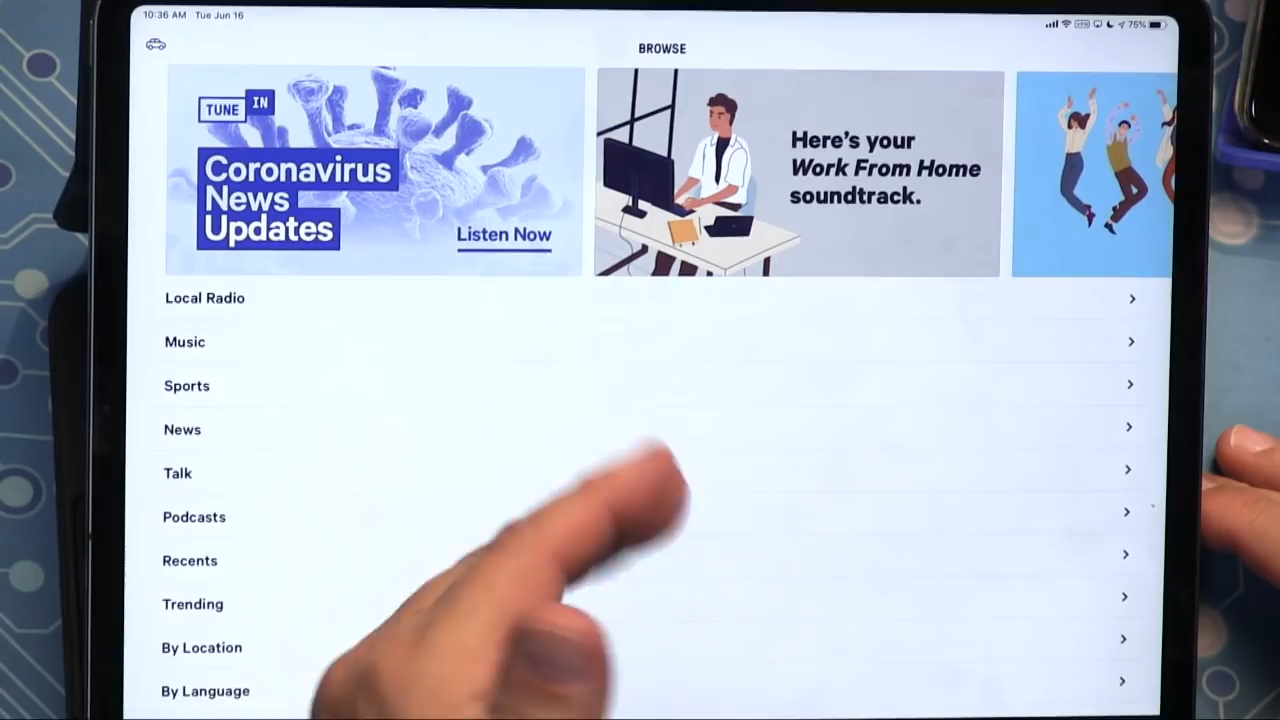 10:36 AM Tue Jun 16
VPN 75%
BROWSE
TUNE IN
Coronavirus
News
Updates
Listen Now
Here's your
Work From Home
soundtrack.
Local Radio
Music
Sports
News
Talk
Podcasts
Recents
Trending
By Location
By Language